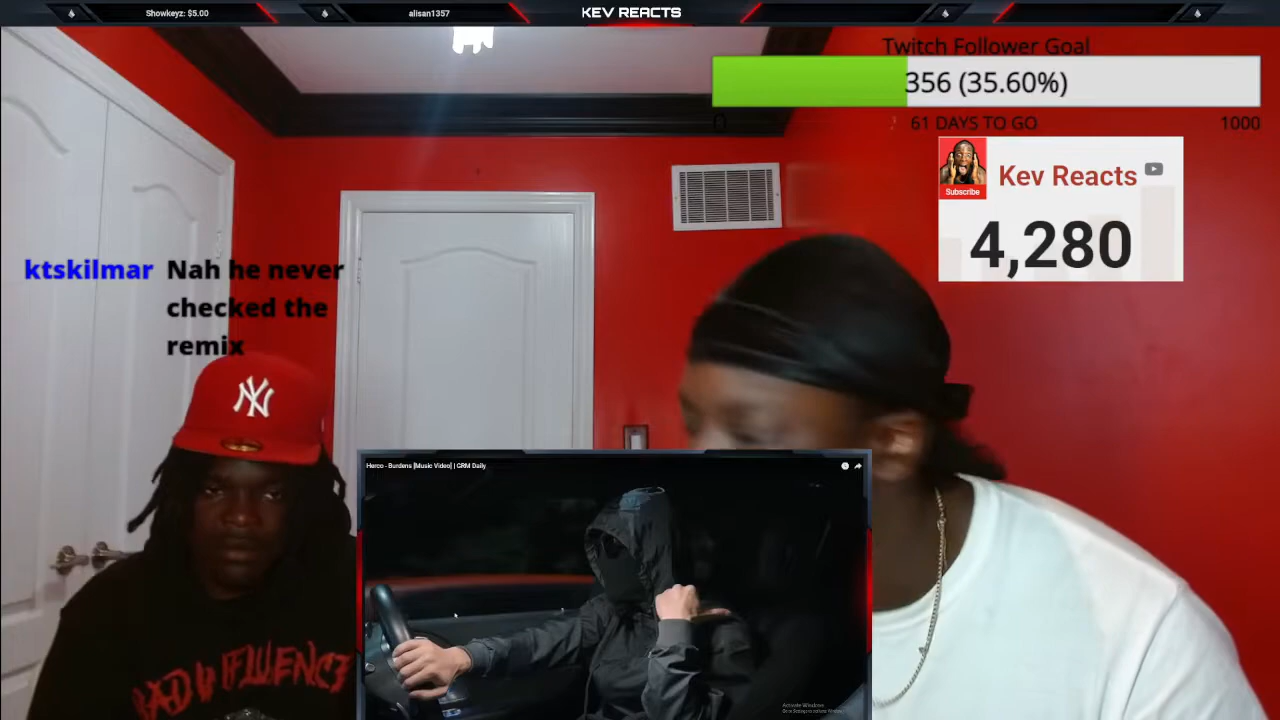 Showkeyz: $5.00
alisan1357
KEV REACTS
Twitch Follower Goal
356 (35.60%)
0
61 DAYS TO GO
1000
Kev Reacts
Subscribe
4,280
ktskilmar Nah he never
checked the
remix
NY
Herco - Burdens [Music Video] | GRM Daily
Activate Windows